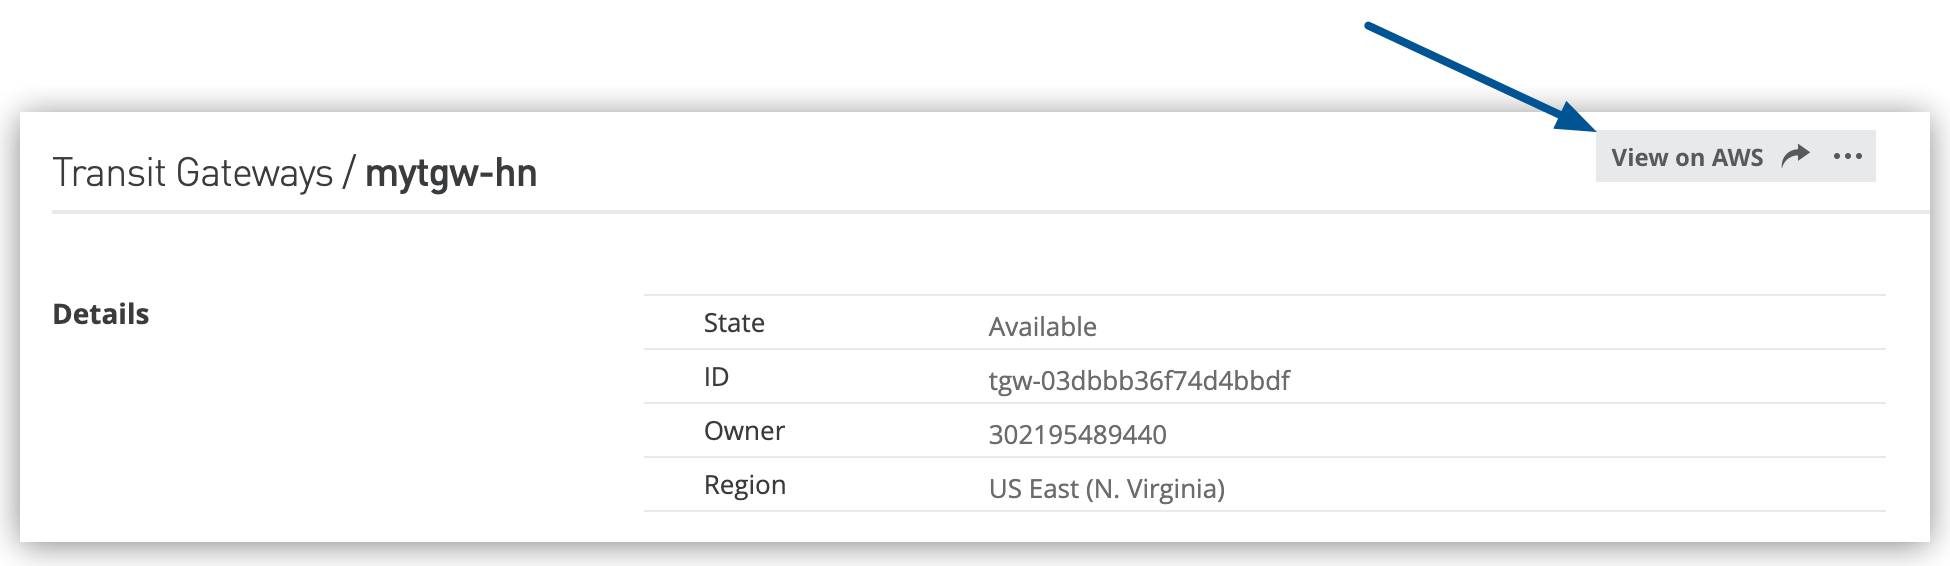 Transit Gateways / mytgw-hn
View on AWS
Details
State Available
ID tgw-03dbbb36f74d4bbdf
Owner 302195489440
Region US East (N. Virginia)